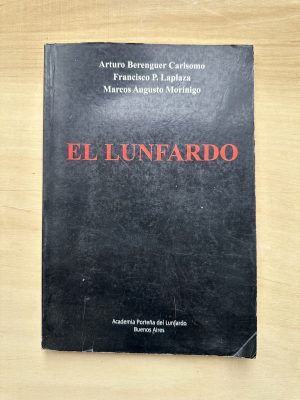 Arturo Berenguer Carisomo
Francisco P. Laplaza
Marcos Augusto Morínigo
EL LUNFARDO
Academia Porteña del Lunfardo
Buenos Aires